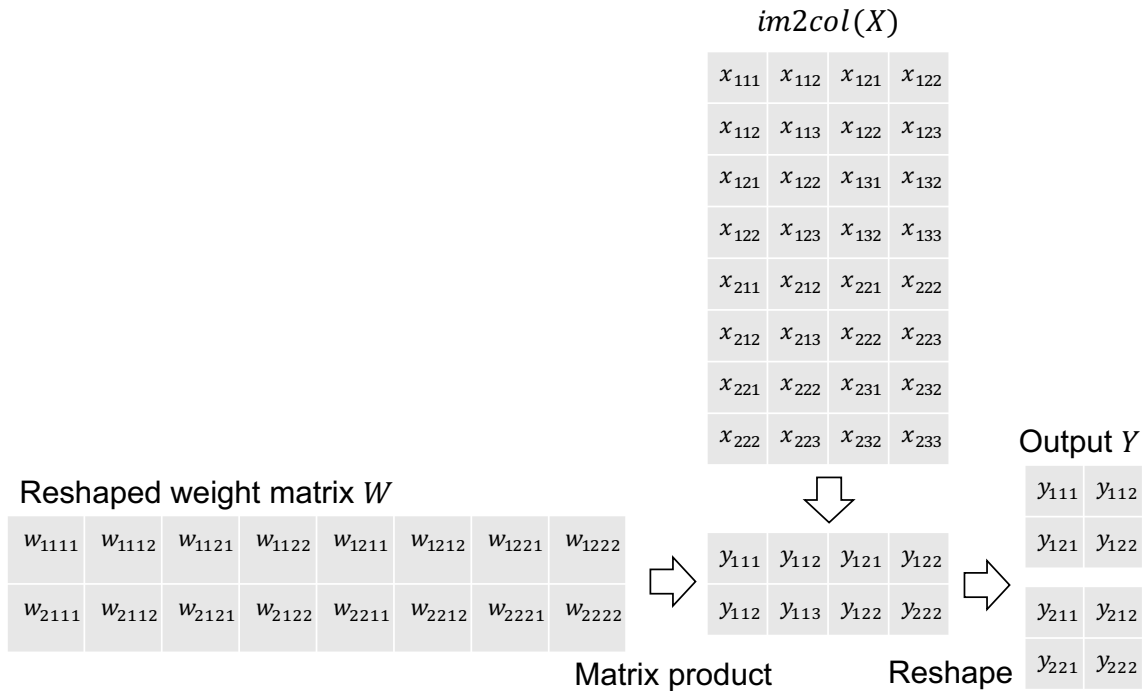 im2col(X)
x₁₁₁ x₁₁₂ x₁₂₁ x₁₂₂
x₁₁₂ x₁₁₃ x₁₂₂ x₁₂₃
x₁₂₁ x₁₂₂ x₁₃₁ x₁₃₂
x₁₂₂ x₁₂₃ x₁₃₂ x₁₃₃
x₂₁₁ x₂₁₂ x₂₂₁ x₂₂₂
x₂₁₂ x₂₁₃ x₂₂₂ x₂₂₃
x₂₂₁ x₂₂₂ x₂₃₁ x₂₃₂
x₂₂₂ x₂₂₃ x₂₃₂ x₂₃₃
Reshaped weight matrix W
w₁₁₁₁ w₁₁₁₂ w₁₁₂₁ w₁₁₂₂ w₁₂₁₁ w₁₂₁₂ w₁₂₂₁ w₁₂₂₂
w₂₁₁₁ w₂₁₁₂ w₂₁₂₁ w₂₁₂₂ w₂₂₁₁ w₂₂₁₂ w₂₂₂₁ w₂₂₂₂
y₁₁₁ y₁₁₂ y₁₂₁ y₁₂₂
y₁₁₂ y₁₁₃ y₁₂₂ y₂₂₂
Matrix product
Output Y
y₁₁₁ y₁₁₂
y₁₂₁ y₁₂₂
y₂₁₁ y₂₁₂
y₂₂₁ y₂₂₂
Reshape